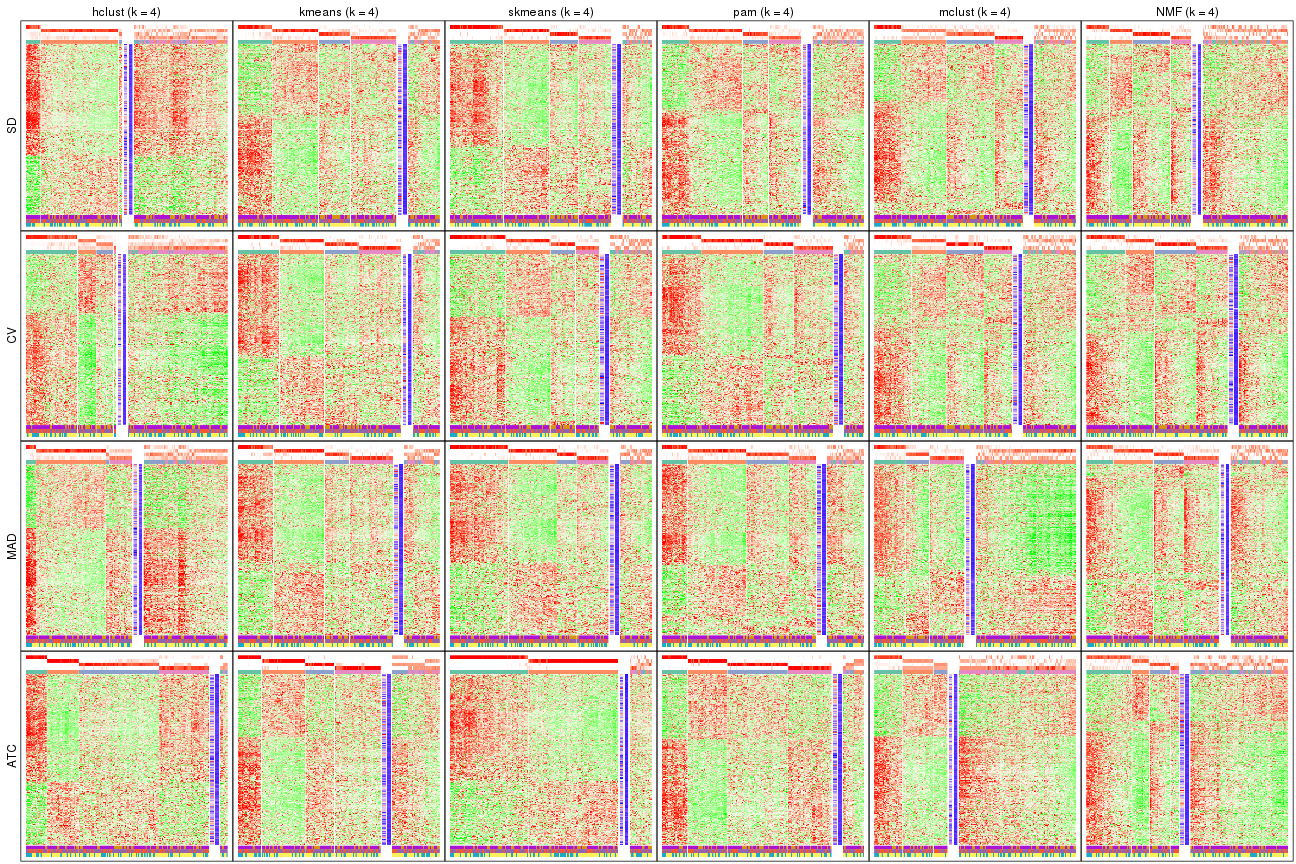 hclust (k = 4) kmeans (k = 4) skmeans (k = 4) pam (k = 4) mclust (k = 4) NMF (k = 4)
SD
CV
MAD
ATC